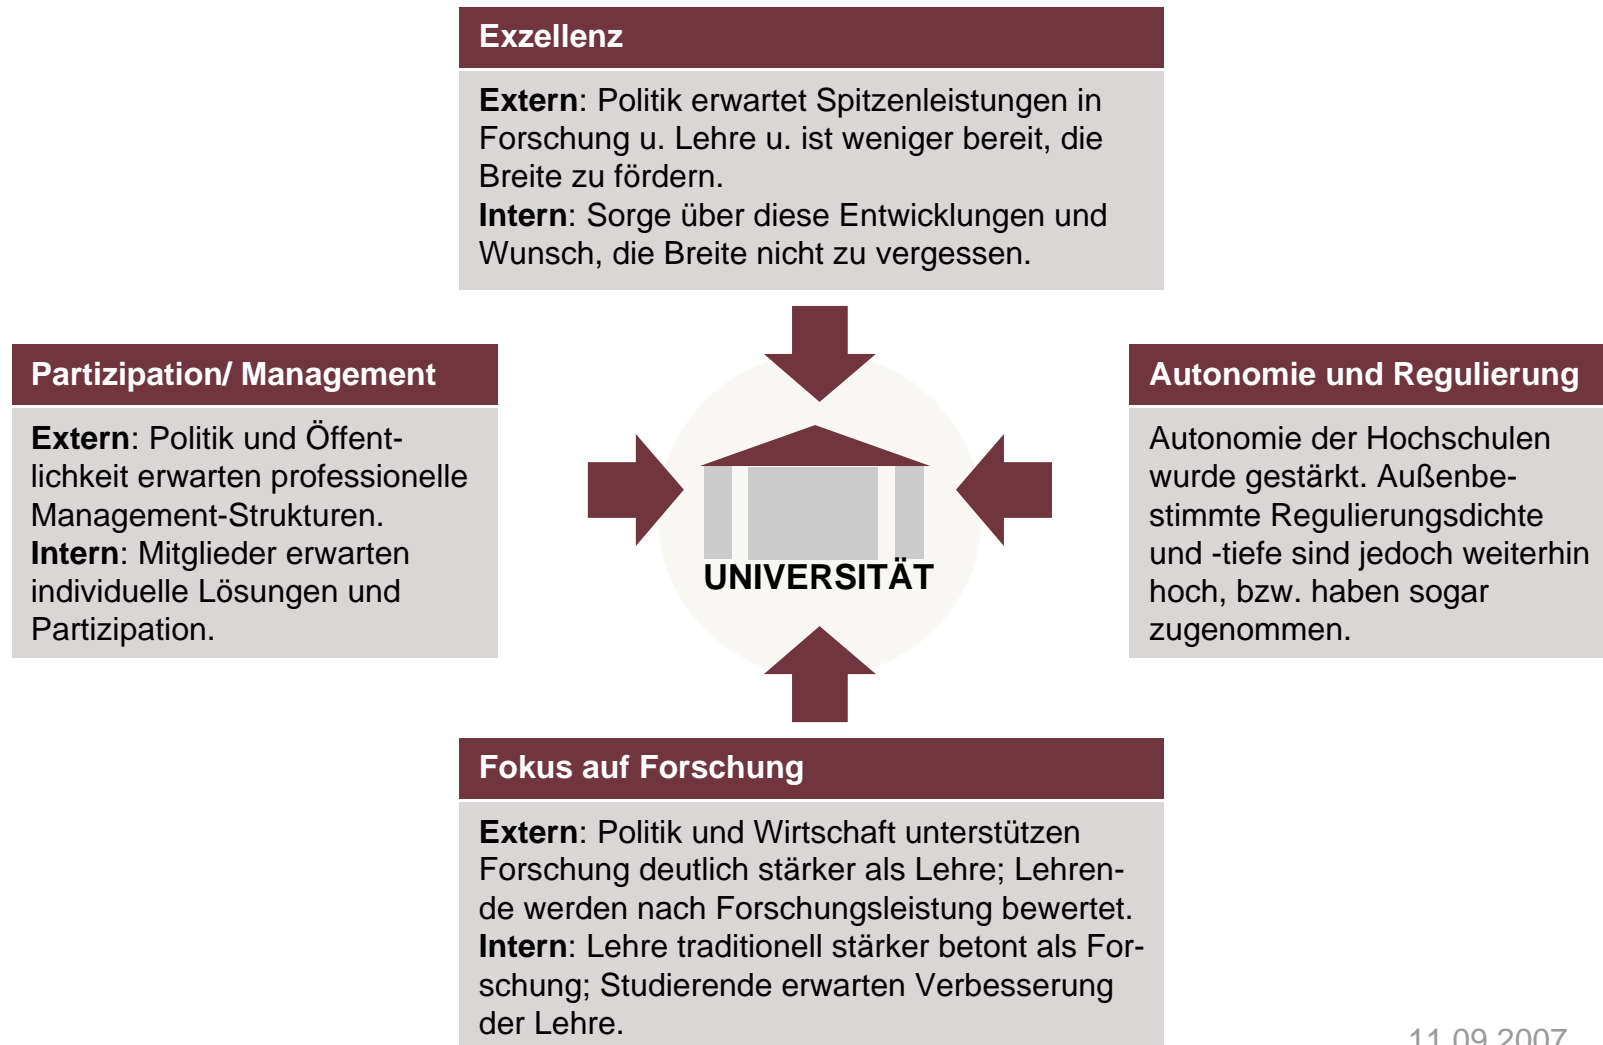 Exzellenz
Extern: Politik erwartet Spitzenleistungen in
Forschung u. Lehre u. ist weniger bereit, die
Breite zu fördern.
Intern: Sorge über diese Entwicklungen und
Wunsch, die Breite nicht zu vergessen.
Partizipation/ Management
Extern: Politik und Öffent-
lichkeit erwarten professionelle
Management-Strukturen.
Intern: Mitglieder erwarten
individuelle Lösungen und
Partizipation.
UNIVERSITÄT
Autonomie und Regulierung
Autonomie der Hochschulen
wurde gestärkt. Außenbe-
stimmte Regulierungsdichte
und -tiefe sind jedoch weiterhin
hoch, bzw. haben sogar
zugenommen.
Fokus auf Forschung
Extern: Politik und Wirtschaft unterstützen
Forschung deutlich stärker als Lehre; Lehren-
de werden nach Forschungsleistung bewertet.
Intern: Lehre traditionell stärker betont als For-
schung; Studierende erwarten Verbesserung
der Lehre.
11.09.2007